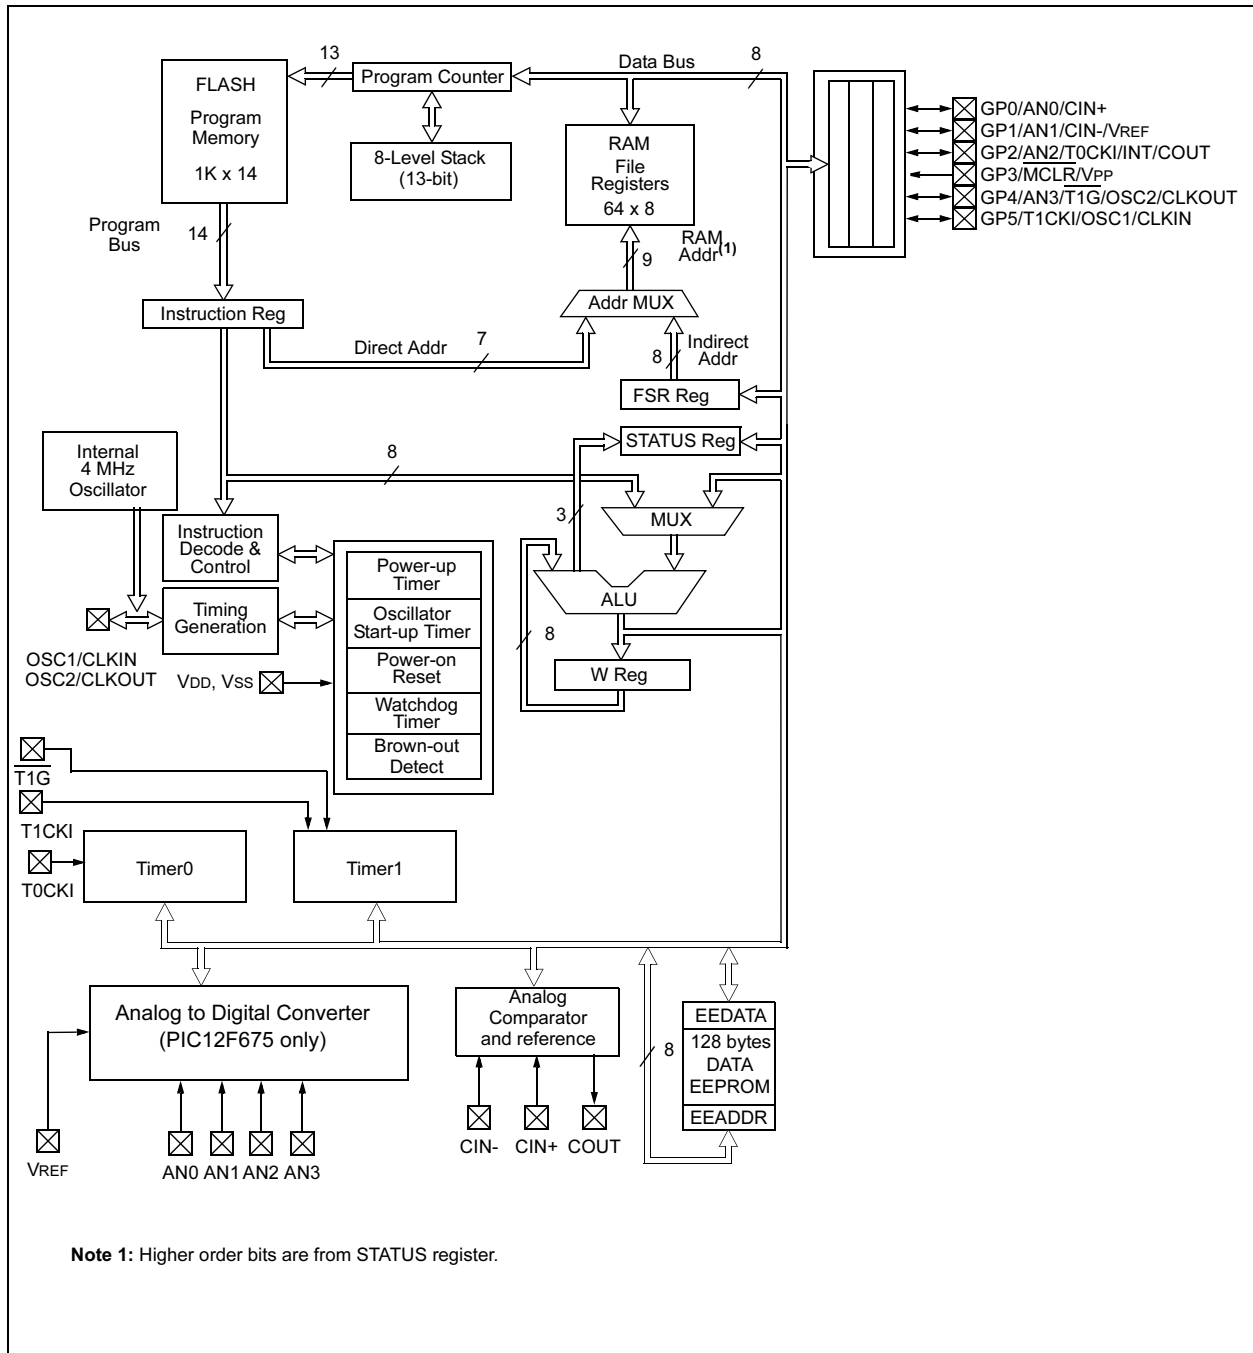 13
Data Bus
8
FLASH
Program
Memory
1K x 14
Program Counter
8-Level Stack
(13-bit)
RAM
File
Registers
64 x 8
GP0/AN0/CIN+
GP1/AN1/CIN-/VREF
GP2/AN2/T0CKI/INT/COUT
GP3/MCLR/VPP
GP4/AN3/T1G/OSC2/CLKOUT
GP5/T1CKI/OSC1/CLKIN
Program
Bus
14
RAM
Addr(1)
9
Addr MUX
Instruction Reg
Direct Addr
7
Indirect
Addr
8
FSR Reg
STATUS Reg
Internal
4 MHz
Oscillator
8
3
MUX
Instruction
Decode &
Control
Power-up
Timer
ALU
Timing
Generation
Oscillator
Start-up Timer
8
OSC1/CLKIN
OSC2/CLKOUT
Power-on
Reset
W Reg
VDD, VSS
Watchdog
Timer
Brown-out
Detect
T1G
T1CKI
T0CKI
Timer0
Timer1
Analog to Digital Converter
(PIC12F675 only)
Analog
Comparator
and reference
EEDATA
128 bytes
DATA
EEPROM
EEADDR
8
VREF
AN0 AN1 AN2 AN3
CIN- CIN+ COUT
Note 1: Higher order bits are from STATUS register.